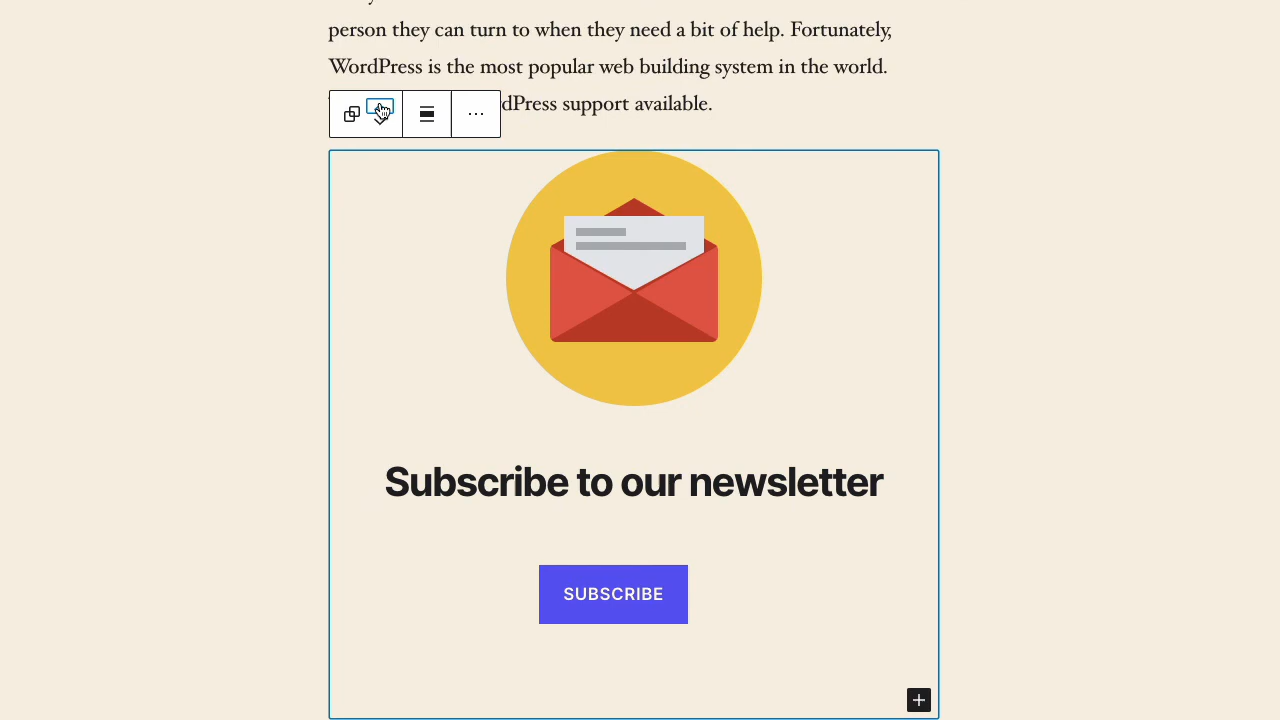 person they can turn to when they need a bit of help. Fortunately,
WordPress is the most popular web building system in the world.
dPress support available.
Subscribe to our newsletter
SUBSCRIBE